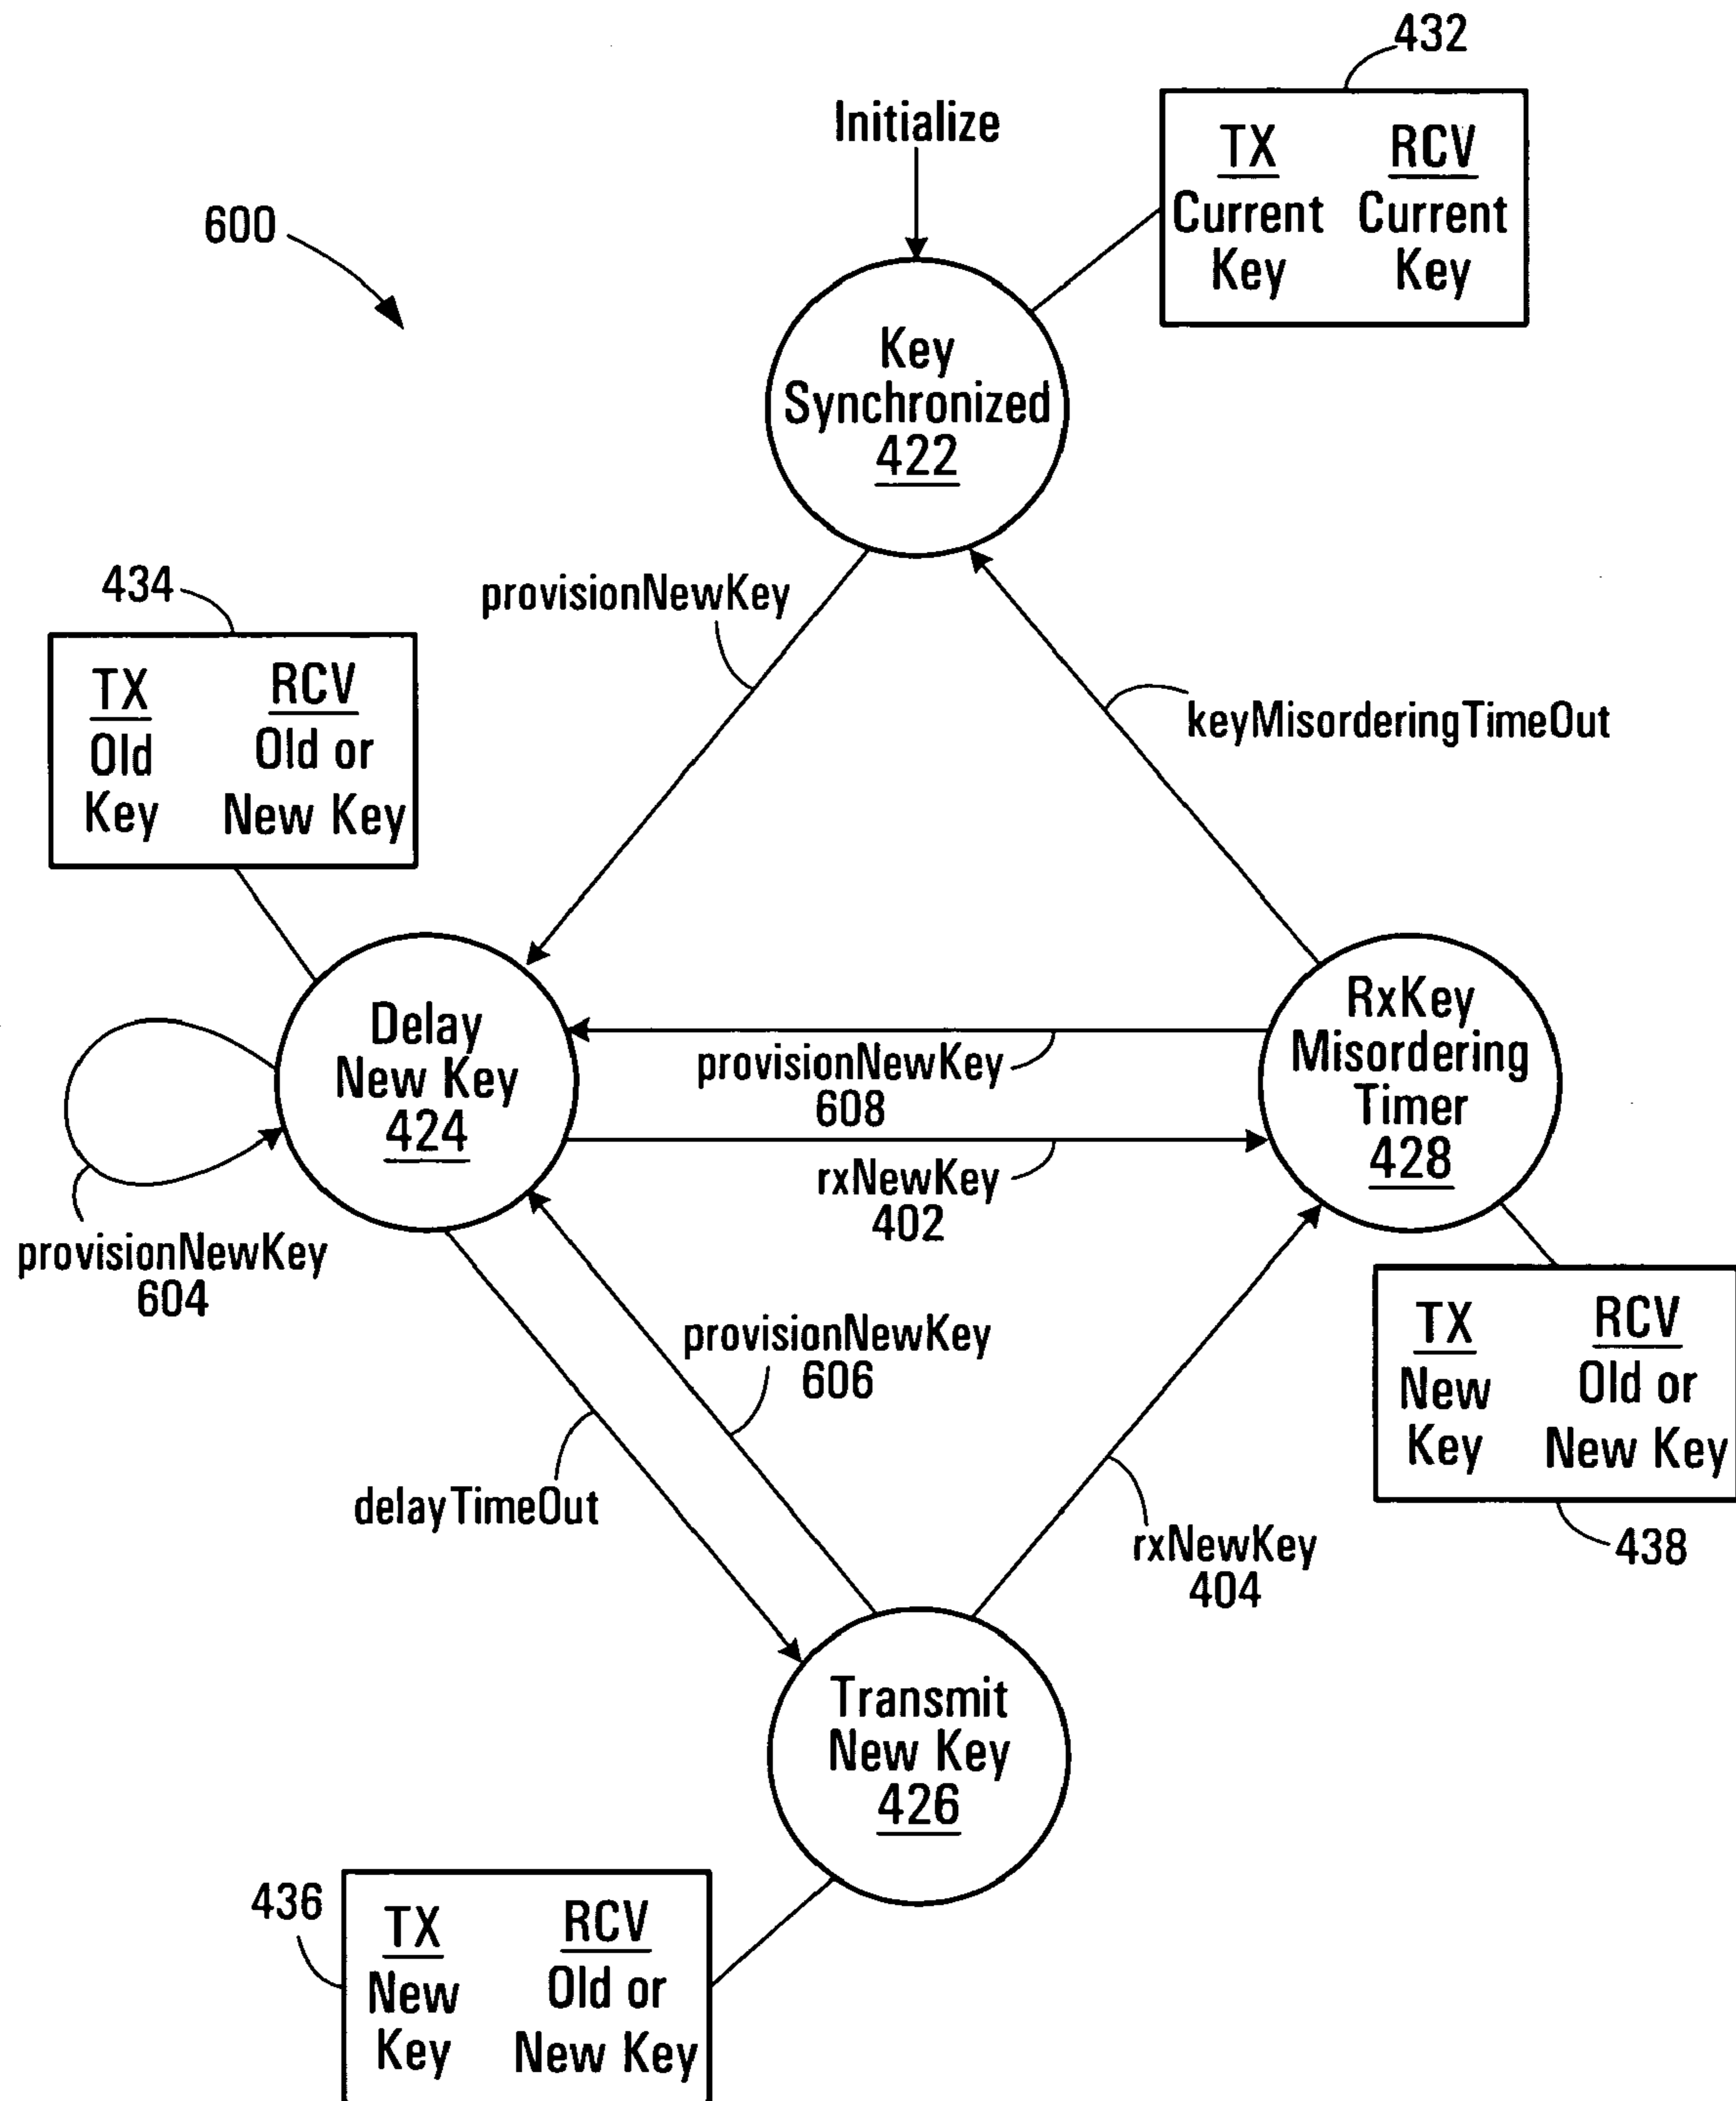 432
Initialize
TX RCV
Current Current
Key Key
600
Key
Synchronized
422
434
provisionNewKey
TX RCV
Old Old or
Key New Key
keyMisorderingTimeOut
Delay
New Key
424
RxKey
Misordering
Timer
428
provisionNewKey
608
rxNewKey
402
provisionNewKey
604
provisionNewKey
606
TX RCV
New Old or
Key New Key
438
delayTimeOut
rxNewKey
404
Transmit
New Key
426
436
TX RCV
New Old or
Key New Key